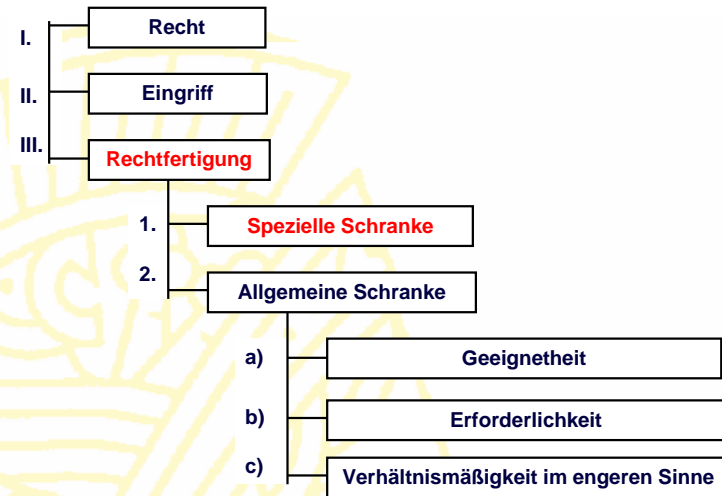 I. Recht
II. Eingriff
III. Rechtfertigung
1. Spezielle Schranke
2. Allgemeine Schranke
a) Geeignetheit
b) Erforderlichkeit
c) Verhältnismäßigkeit im engeren Sinne